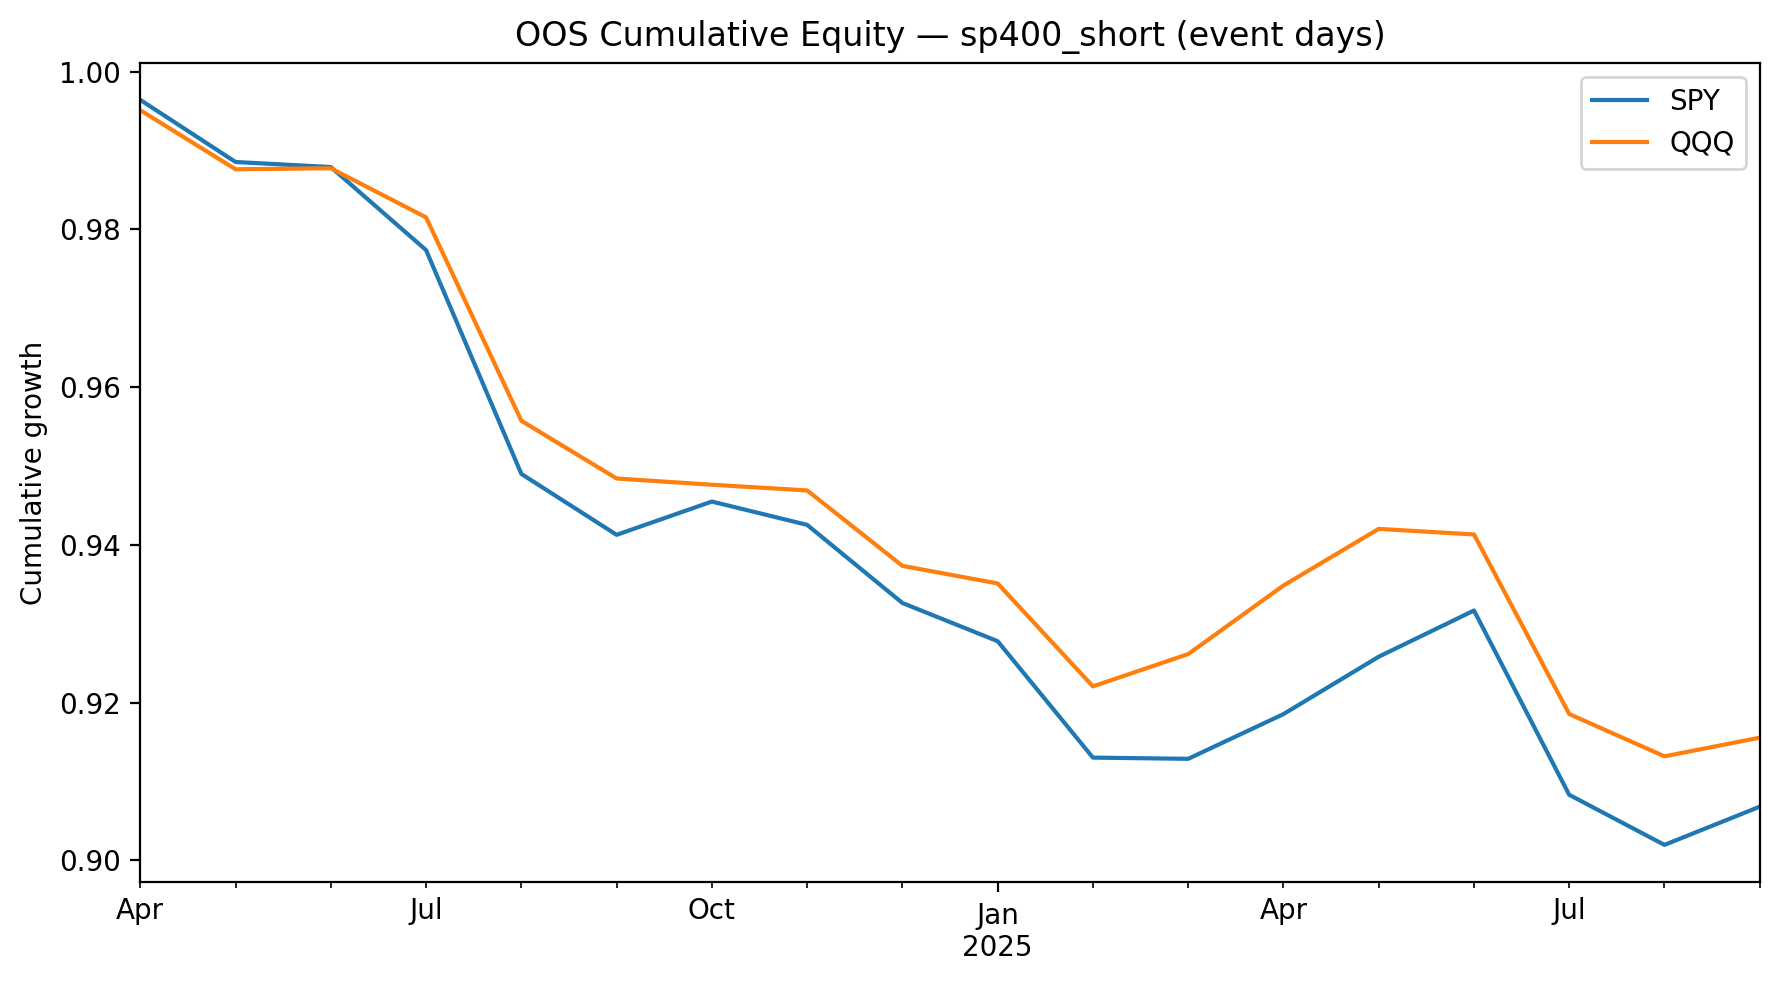 OOS Cumulative Equity — sp400_short (event days)
SPY
QQQ
Cumulative growth
1.00
0.98
0.96
0.94
0.92
0.90
Apr
Jul
Oct
Jan
2025
Apr
Jul